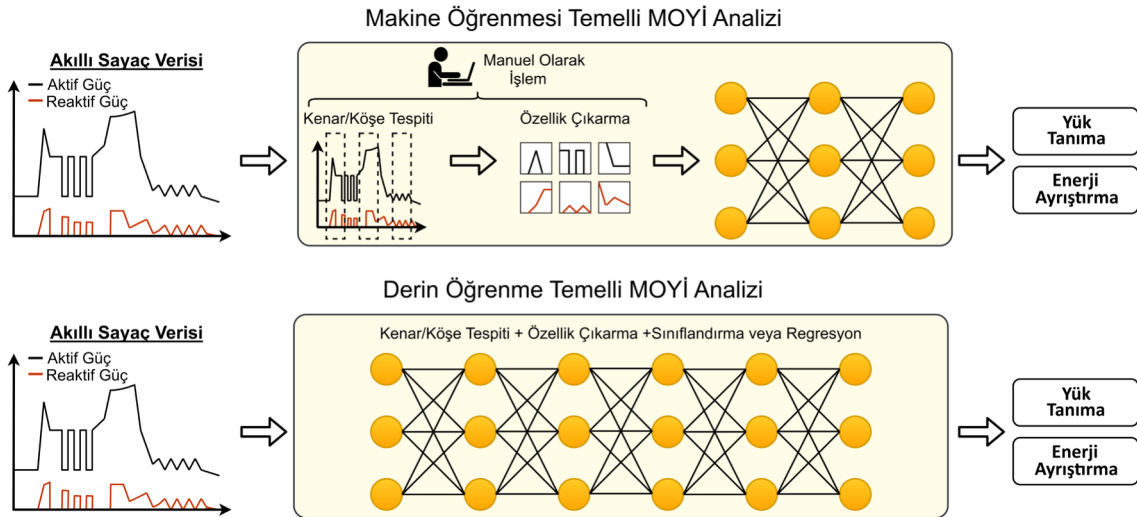 Makine Öğrenmesi Temelli MOYİ Analizi
Akıllı Sayaç Verisi
Aktif Güç
Reaktif Güç
Manuel Olarak
İşlem
Kenar/Köşe Tespiti
Özellik Çıkarma
Yük
Tanıma
Enerji
Ayrıştırma
Derin Öğrenme Temelli MOYİ Analizi
Akıllı Sayaç Verisi
Aktif Güç
Reaktif Güç
Kenar/Köşe Tespiti + Özellik Çıkarma +Sınıflandırma veya Regresyon
Yük
Tanıma
Enerji
Ayrıştırma